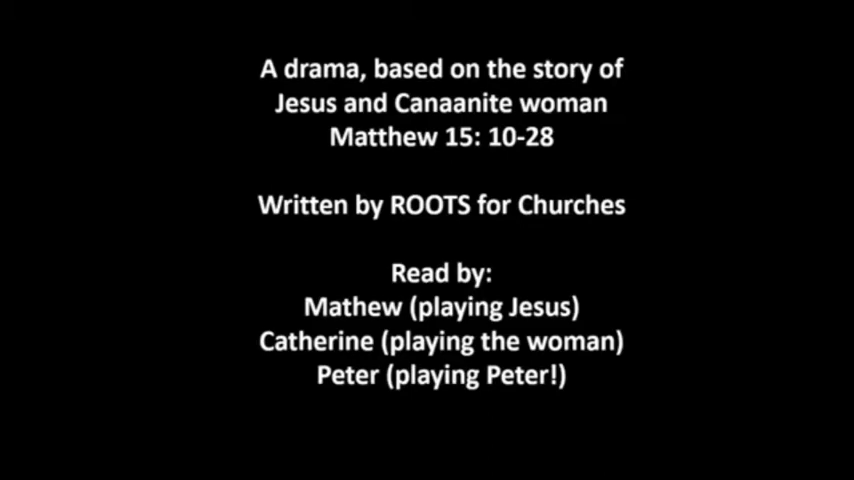 A drama, based on the story of
Jesus and Canaanite woman
Matthew 15: 10-28
Written by ROOTS for Churches
Read by:
Mathew (playing Jesus)
Catherine (playing the woman)
Peter (playing Peter!)